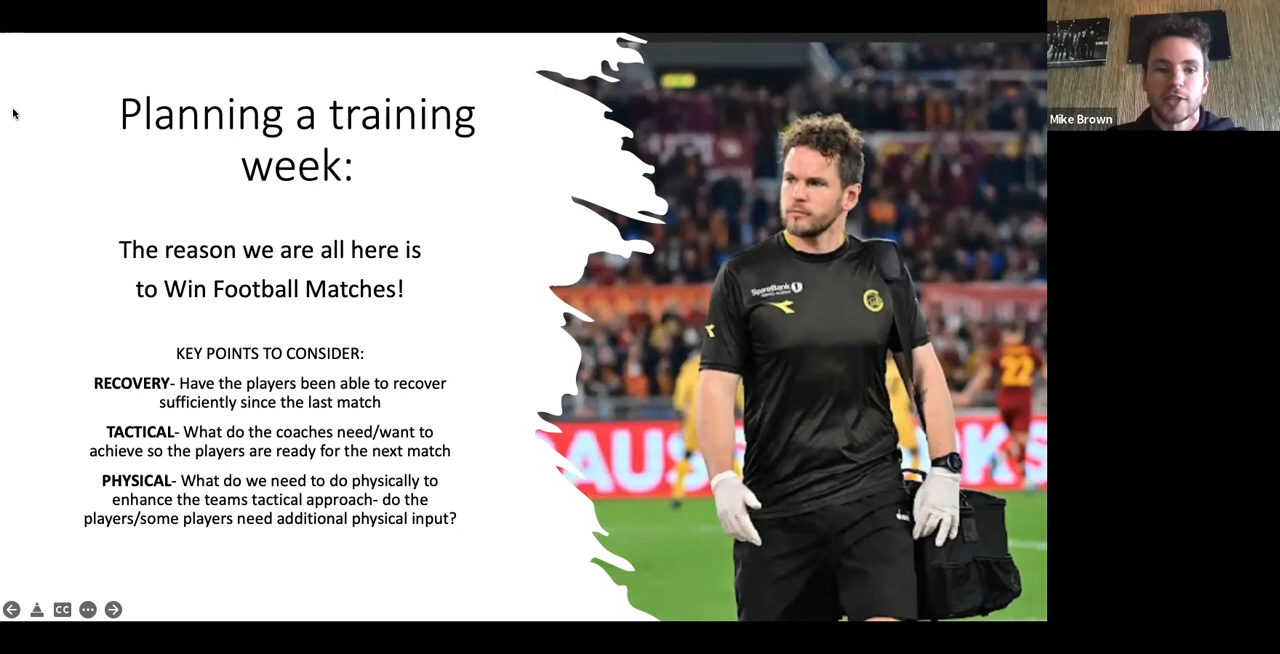 Planning a training
week:
The reason we are all here is
to Win Football Matches!
KEY POINTS TO CONSIDER:
RECOVERY- Have the players been able to recover
sufficiently since the last match
TACTICAL- What do the coaches need/want to
achieve so the players are ready for the next match
PHYSICAL- What do we need to do physically to
enhance the teams tactical approach- do the
players/some players need additional physical input?
CC
SpareBank 1
22
AUS
KS
Mike Brown